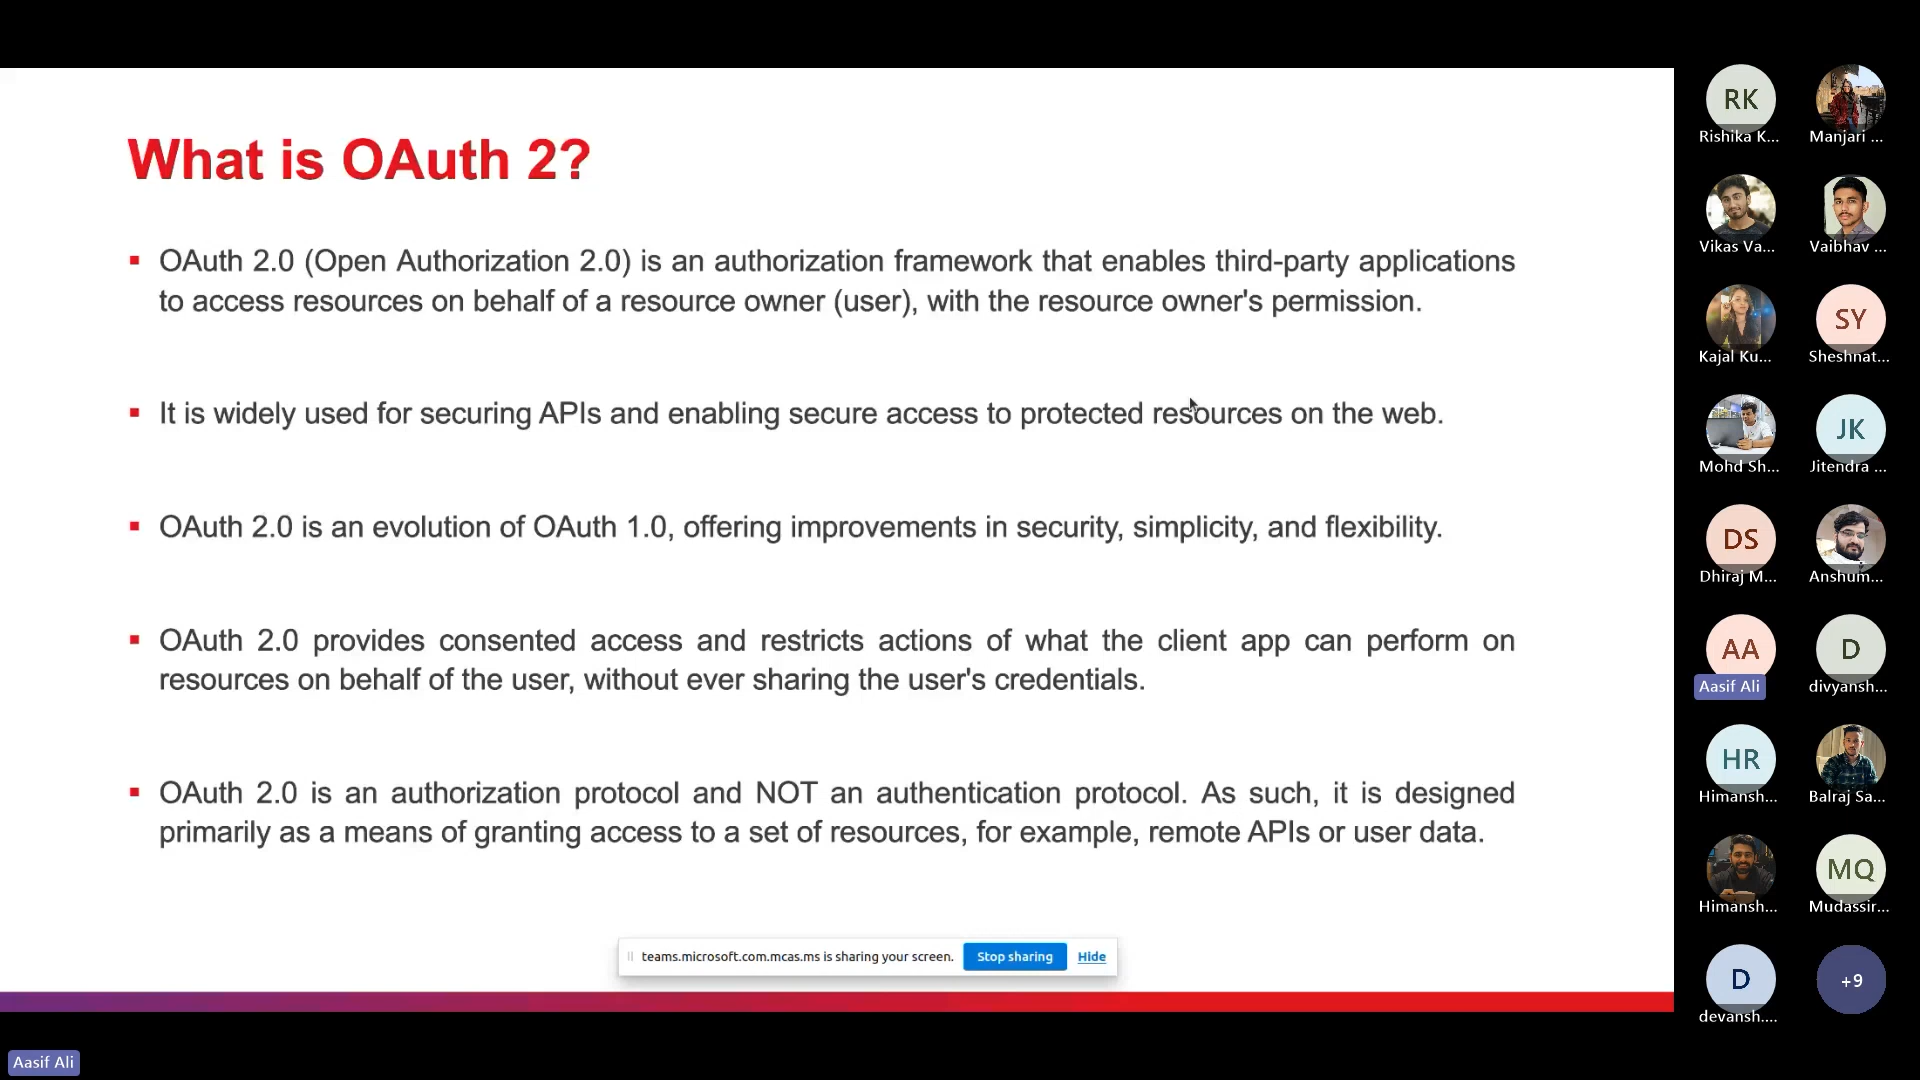 What is OAuth 2?
▪ OAuth 2.0 (Open Authorization 2.0) is an authorization framework that enables third-party applications
to access resources on behalf of a resource owner (user), with the resource owner's permission.
▪ It is widely used for securing APIs and enabling secure access to protected resources on the web.
▪ OAuth 2.0 is an evolution of OAuth 1.0, offering improvements in security, simplicity, and flexibility.
▪ OAuth 2.0 provides consented access and restricts actions of what the client app can perform on
resources on behalf of the user, without ever sharing the user's credentials.
▪ OAuth 2.0 is an authorization protocol and NOT an authentication protocol. As such, it is designed
primarily as a means of granting access to a set of resources, for example, remote APIs or user data.
teams.microsoft.com.mcas.ms is sharing your screen. Stop sharing Hide
Aasif Ali
RK
Rishika K... Manjari ...
Vikas Va... Vaibhav ...
SY
Kajal Ku... Sheshnat...
JK
Mohd Sh... Jitendra ...
DS
Dhiraj M... Anshum...
AA D
Aasif Ali divyansh...
HR
Himansh... Balraj Sa...
MQ
Himansh... Mudassir...
D +9
devansh....